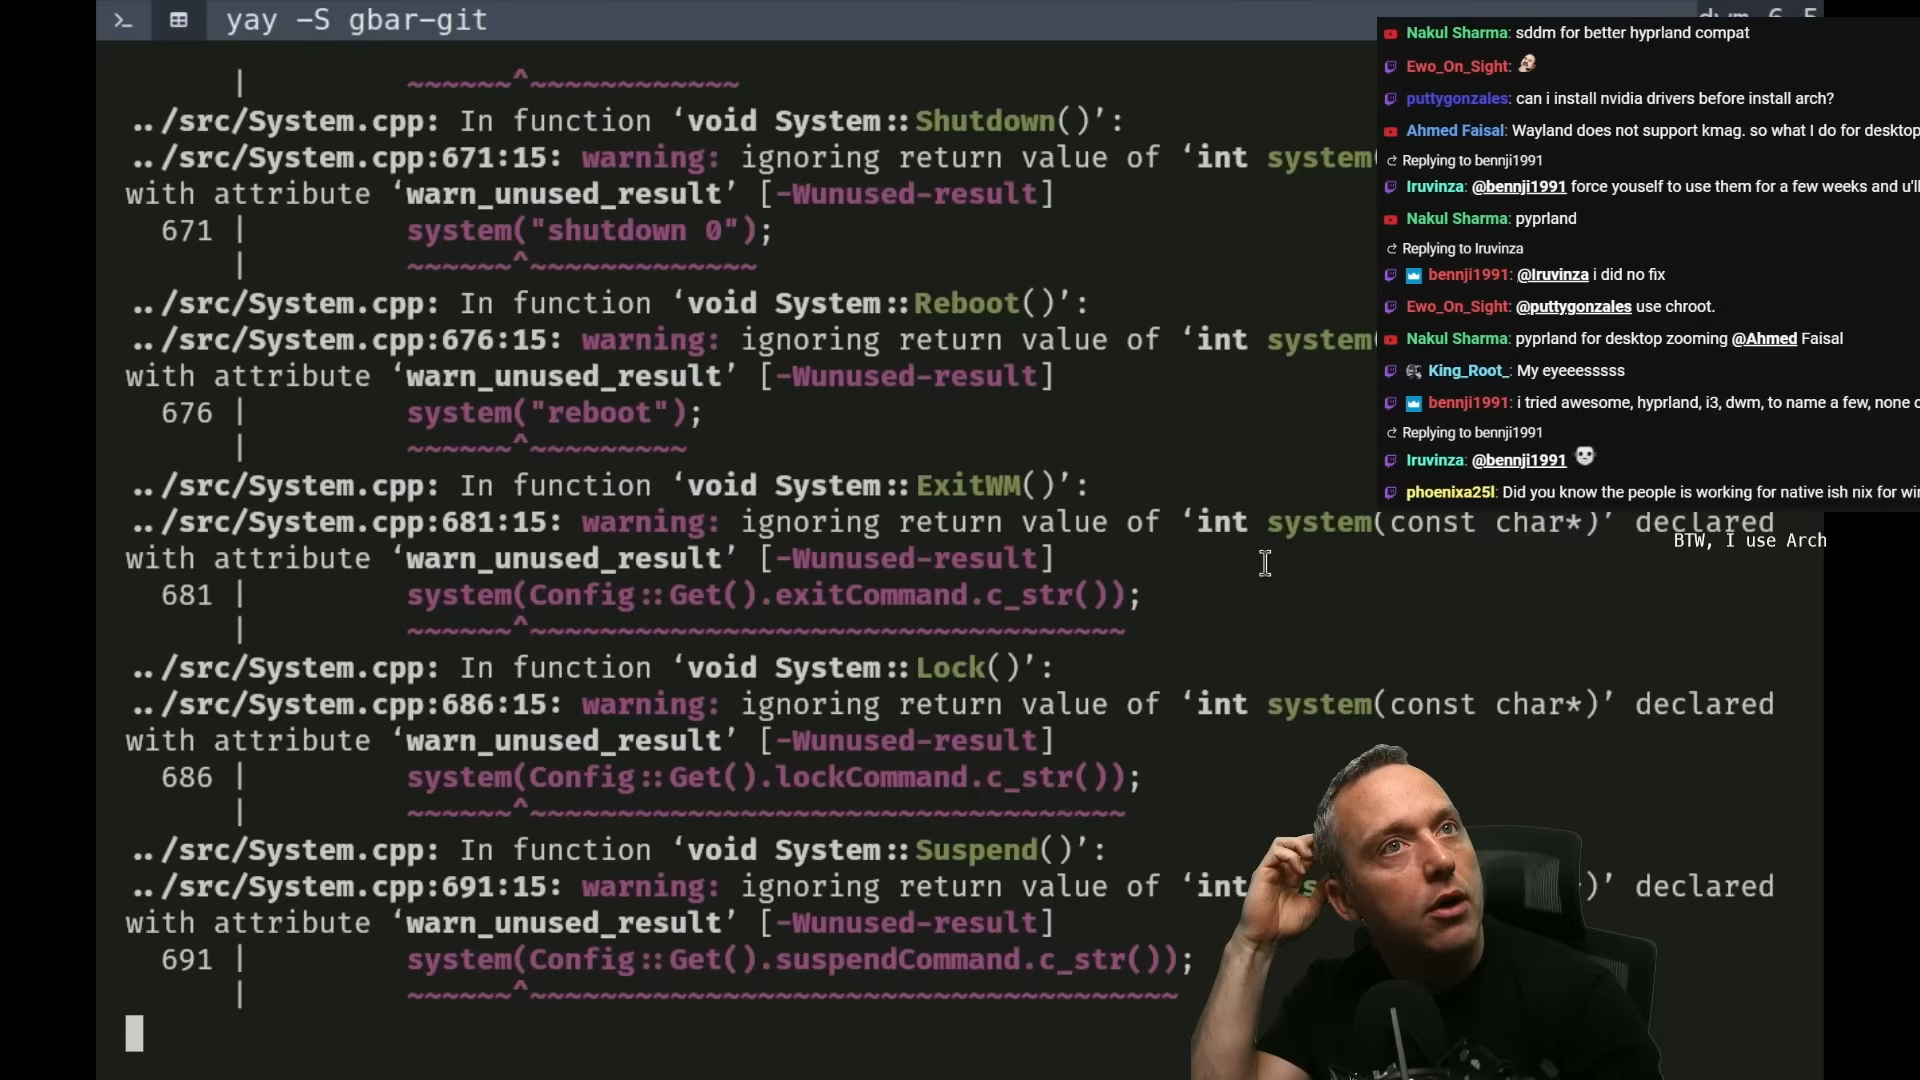 yay -S gbar-git
| ~~~~~~^~~~~~~~~~~~~
../src/System.cpp: In function ‘void System::Shutdown()’:
../src/System.cpp:671:15: warning: ignoring return value of ‘int system(
with attribute ‘warn_unused_result’ [-Wunused-result]
671 | system("shutdown 0");
| ~~~~~~^~~~~~~~~~~~~~
../src/System.cpp: In function ‘void System::Reboot()’:
../src/System.cpp:676:15: warning: ignoring return value of ‘int system(
with attribute ‘warn_unused_result’ [-Wunused-result]
676 | system("reboot");
| ~~~~~~^~~~~~~~~~
../src/System.cpp: In function ‘void System::ExitWM()’:
../src/System.cpp:681:15: warning: ignoring return value of ‘int system(const char*)’ declared
with attribute ‘warn_unused_result’ [-Wunused-result]
681 | system(Config::Get().exitCommand.c_str());
| ~~~~~~^~~~~~~~~~~~~~~~~~~~~~~~~~~~~~~~~~~
../src/System.cpp: In function ‘void System::Lock()’:
../src/System.cpp:686:15: warning: ignoring return value of ‘int system(const char*)’ declared
with attribute ‘warn_unused_result’ [-Wunused-result]
686 | system(Config::Get().lockCommand.c_str());
| ~~~~~~^~~~~~~~~~~~~~~~~~~~~~~~~~~~~~~~~~~
../src/System.cpp: In function ‘void System::Suspend()’:
../src/System.cpp:691:15: warning: ignoring return value of ‘int )’ declared
with attribute ‘warn_unused_result’ [-Wunused-result]
691 | system(Config::Get().suspendCommand.c_str());
| ~~~~~~^~~~~~~~~~~~~~~~~~~~~~~~~~~~~~~~~~~~~~
Nakul Sharma: sddm for better hyprland compat
Ewo_On_Sight:
puttygonzales: can i install nvidia drivers before install arch?
Ahmed Faisal: Wayland does not support kmag. so what I do for desktop
Replying to bennji1991
Iruvinza: @bennji1991 force youself to use them for a few weeks and u'll
Nakul Sharma: pyprland
Replying to Iruvinza
bennji1991: @Iruvinza i did no fix
Ewo_On_Sight: @puttygonzales use chroot.
Nakul Sharma: pyprland for desktop zooming @Ahmed Faisal
King_Root_: My eyeeesssss
bennji1991: i tried awesome, hyprland, i3, dwm, to name a few, none
Replying to bennji1991
Iruvinza: @bennji1991
phoenixa25l: Did you know the people is working for native ish nix for
BTW, I use Arch